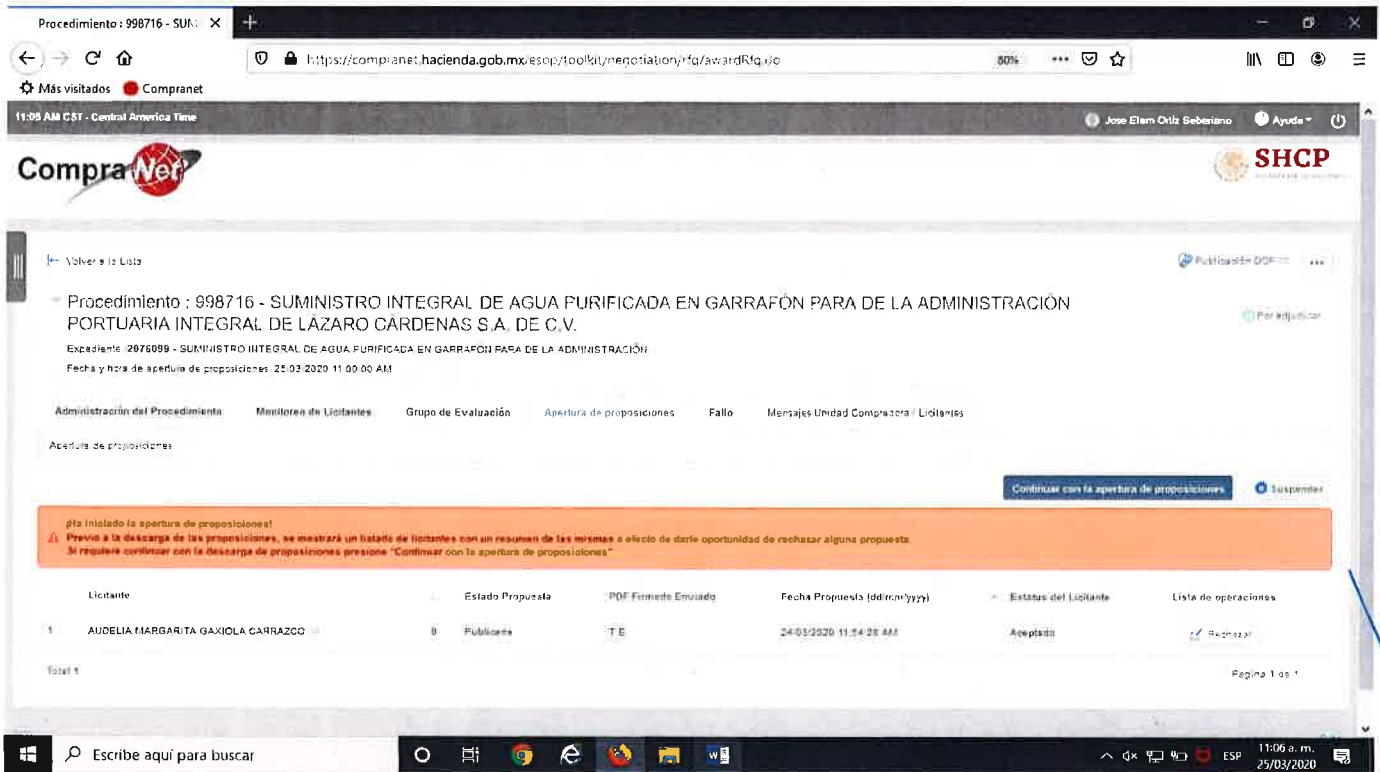 Procedimiento : 998716 - SUN
https://compranet.hacienda.gob.mx/esop/toolkit/negotiation/rfq/awardRfq.do
80%
Más visitados Compranet
11:06 AM CST - Central America Time
Jose Elam Ortiz Seberiano Ayuda
CompraNet
SHCP
Volver a la Lista
Publicación DOF
Procedimiento : 998716 - SUMINISTRO INTEGRAL DE AGUA PURIFICADA EN GARRAFÓN PARA DE LA ADMINISTRACIÓN
PORTUARIA INTEGRAL DE LÁZARO CÁRDENAS S.A. DE C.V.
Por adjudicar
Expediente :2076099 - SUMINISTRO INTEGRAL DE AGUA PURIFICADA EN GARRAFÓN PARA DE LA ADMINISTRACIÓN
Fecha y hora de apertura de proposiciones: 25/03/2020 11:00:00 AM
Administración del Procedimiento Monitoreo de Licitantes Grupo de Evaluación Apertura de proposiciones Fallo Mensajes Unidad Compradora / Licitantes
Apertura de proposiciones
Continuar con la apertura de proposiciones Suspender
¡Ha iniciado la apertura de proposiciones!
Previo a la descarga de las proposiciones, se mostrará un listado de licitantes con un resumen de las mismas a efecto de darle oportunidad de rechazar alguna propuesta
Si requiere continuar con la descarga de proposiciones presione "Continuar con la apertura de proposiciones"
Licitante Estado Propuesta PDF Firmado Enviado Fecha Propuesta (dd/mm/yyyy) Estatus del Licitante Lista de operaciones
1 AUDELIA MARGARITA GAXIOLA CARRAZCO 0 Publicada T E 24/03/2020 11:54:28 AM Aceptado Rechazar
Total 1
Pagina 1 de 1
Escribe aquí para buscar
ESP
11:06 a. m.
25/03/2020